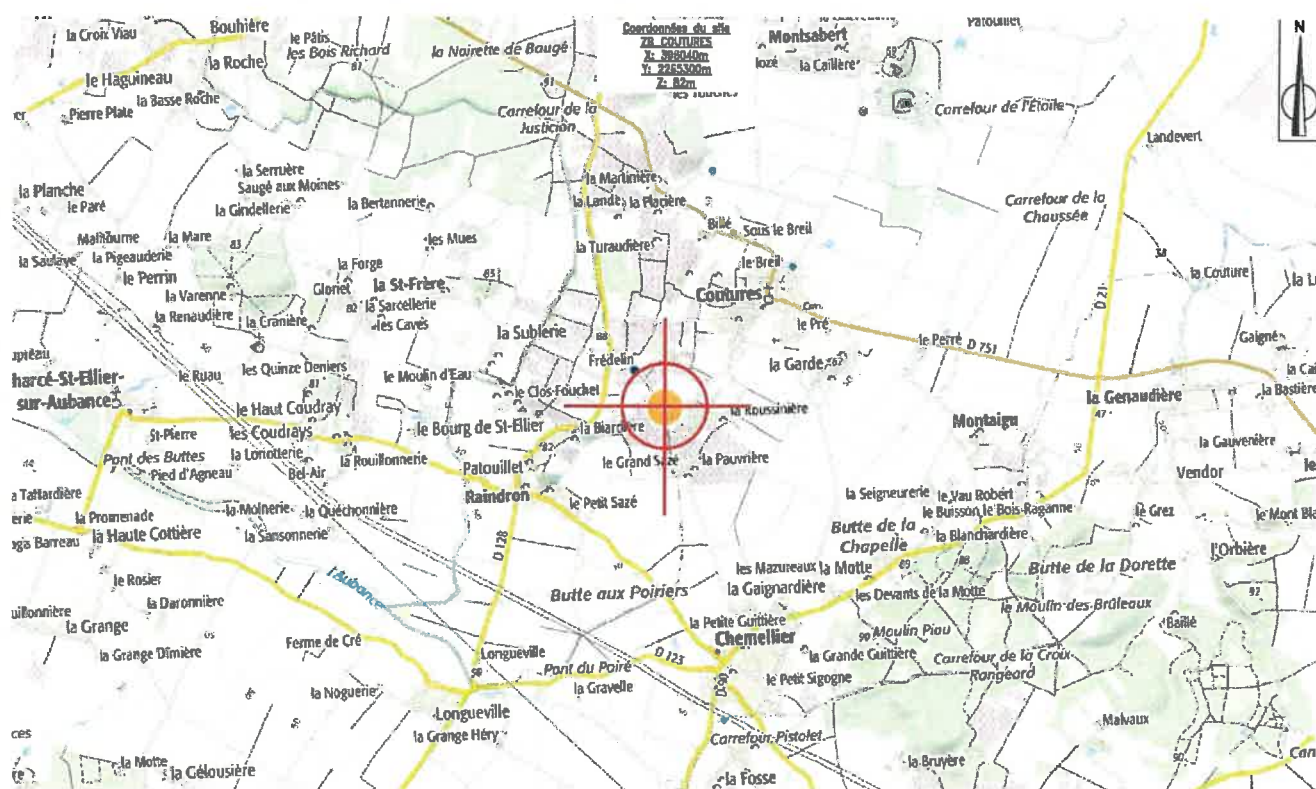 la Croix Viau
Bouhière
le Pâtis
les Bois Richard
la Noirette de Baugé
Coordonnées du site
ZB COUTURES
X: 398040m
Y: 2265300m
Z: 82m
Montsabert
la Caillère
N
le Haguineau
la Roche
la Basse Roche
Pierre Plate
Carrefour de la
Justicion
Carrefour de l'Étoile
Landevert
la Serruère
Saugé aux Moines
la Planche
le Paré
la Gindellerie
la Bertannerie
la Martinière
la Lande
la Placière
Carrefour de la
Chaussée
la Mare
la Pigeauderie
la Saulaye
le Perrin
les Mues
la Turaudière
Billé
Sous le Breil
le Breil
la Forge
Gloriet
la St-Frère
la Varenne
la Sarcellerie
la Renaudière
la Cranière
les Caves
la Sublerie
Coutures
le Pré
la Couture
le Perré
D 751
D 21
Gaigné
Frédelin
la Garde
le Ruau
les Quinze Deniers
le Moulin d'Eau
le Clos-Fouchet
harcé-St-Ellier-
sur-Aubance
le Haut Coudray
la Genaudière
la Bastière
la Roussinière
St-Pierre
les Coudrays
le Bourg de St-Ellier
la Biardière
Montaigu
la Gauvenière
Pont des Buttes
la Loriotterie
la Rouillonnerie
Patouillet
le Grand Sazé
la Pauvrière
Pied d'Agneau
Bel-Air
Raindron
le Petit Sazé
Vendor
a Tattardière
la Promenade
la Molnerie
la Quéchonnière
la Seigneurerie
le Vau Robert
le Buisson
le Bois-Raganne
le Grez
la Haute Cottière
la Sansonnerie
D 128
Butte de la
Chapelle
la Blanchardière
l'Orbière
le Rosier
l'Aubance
Butte aux Poiriers
les Mazureaux
la Motte
la Gaignardière
Butte de la Dorette
la Daronnière
les Devants de la Motte
le Moulin des Brûleaux
la Grange
Ferme de Cré
la Petite Guittière
Chemellier
90
Moulin Piau
Baillé
la Grange Dîmière
Longueville
Pont du Poiré
D 123
la Grande Guittière
Carrefour de la Croix
Rangeard
la Noguerie
la Gravelle
D 90
le Petit Sigogne
Longueville
la Grange Héry
Carrefour Pistolet
Malvaux
la Motte
la Gélousière
la Fosse
la Bruyère